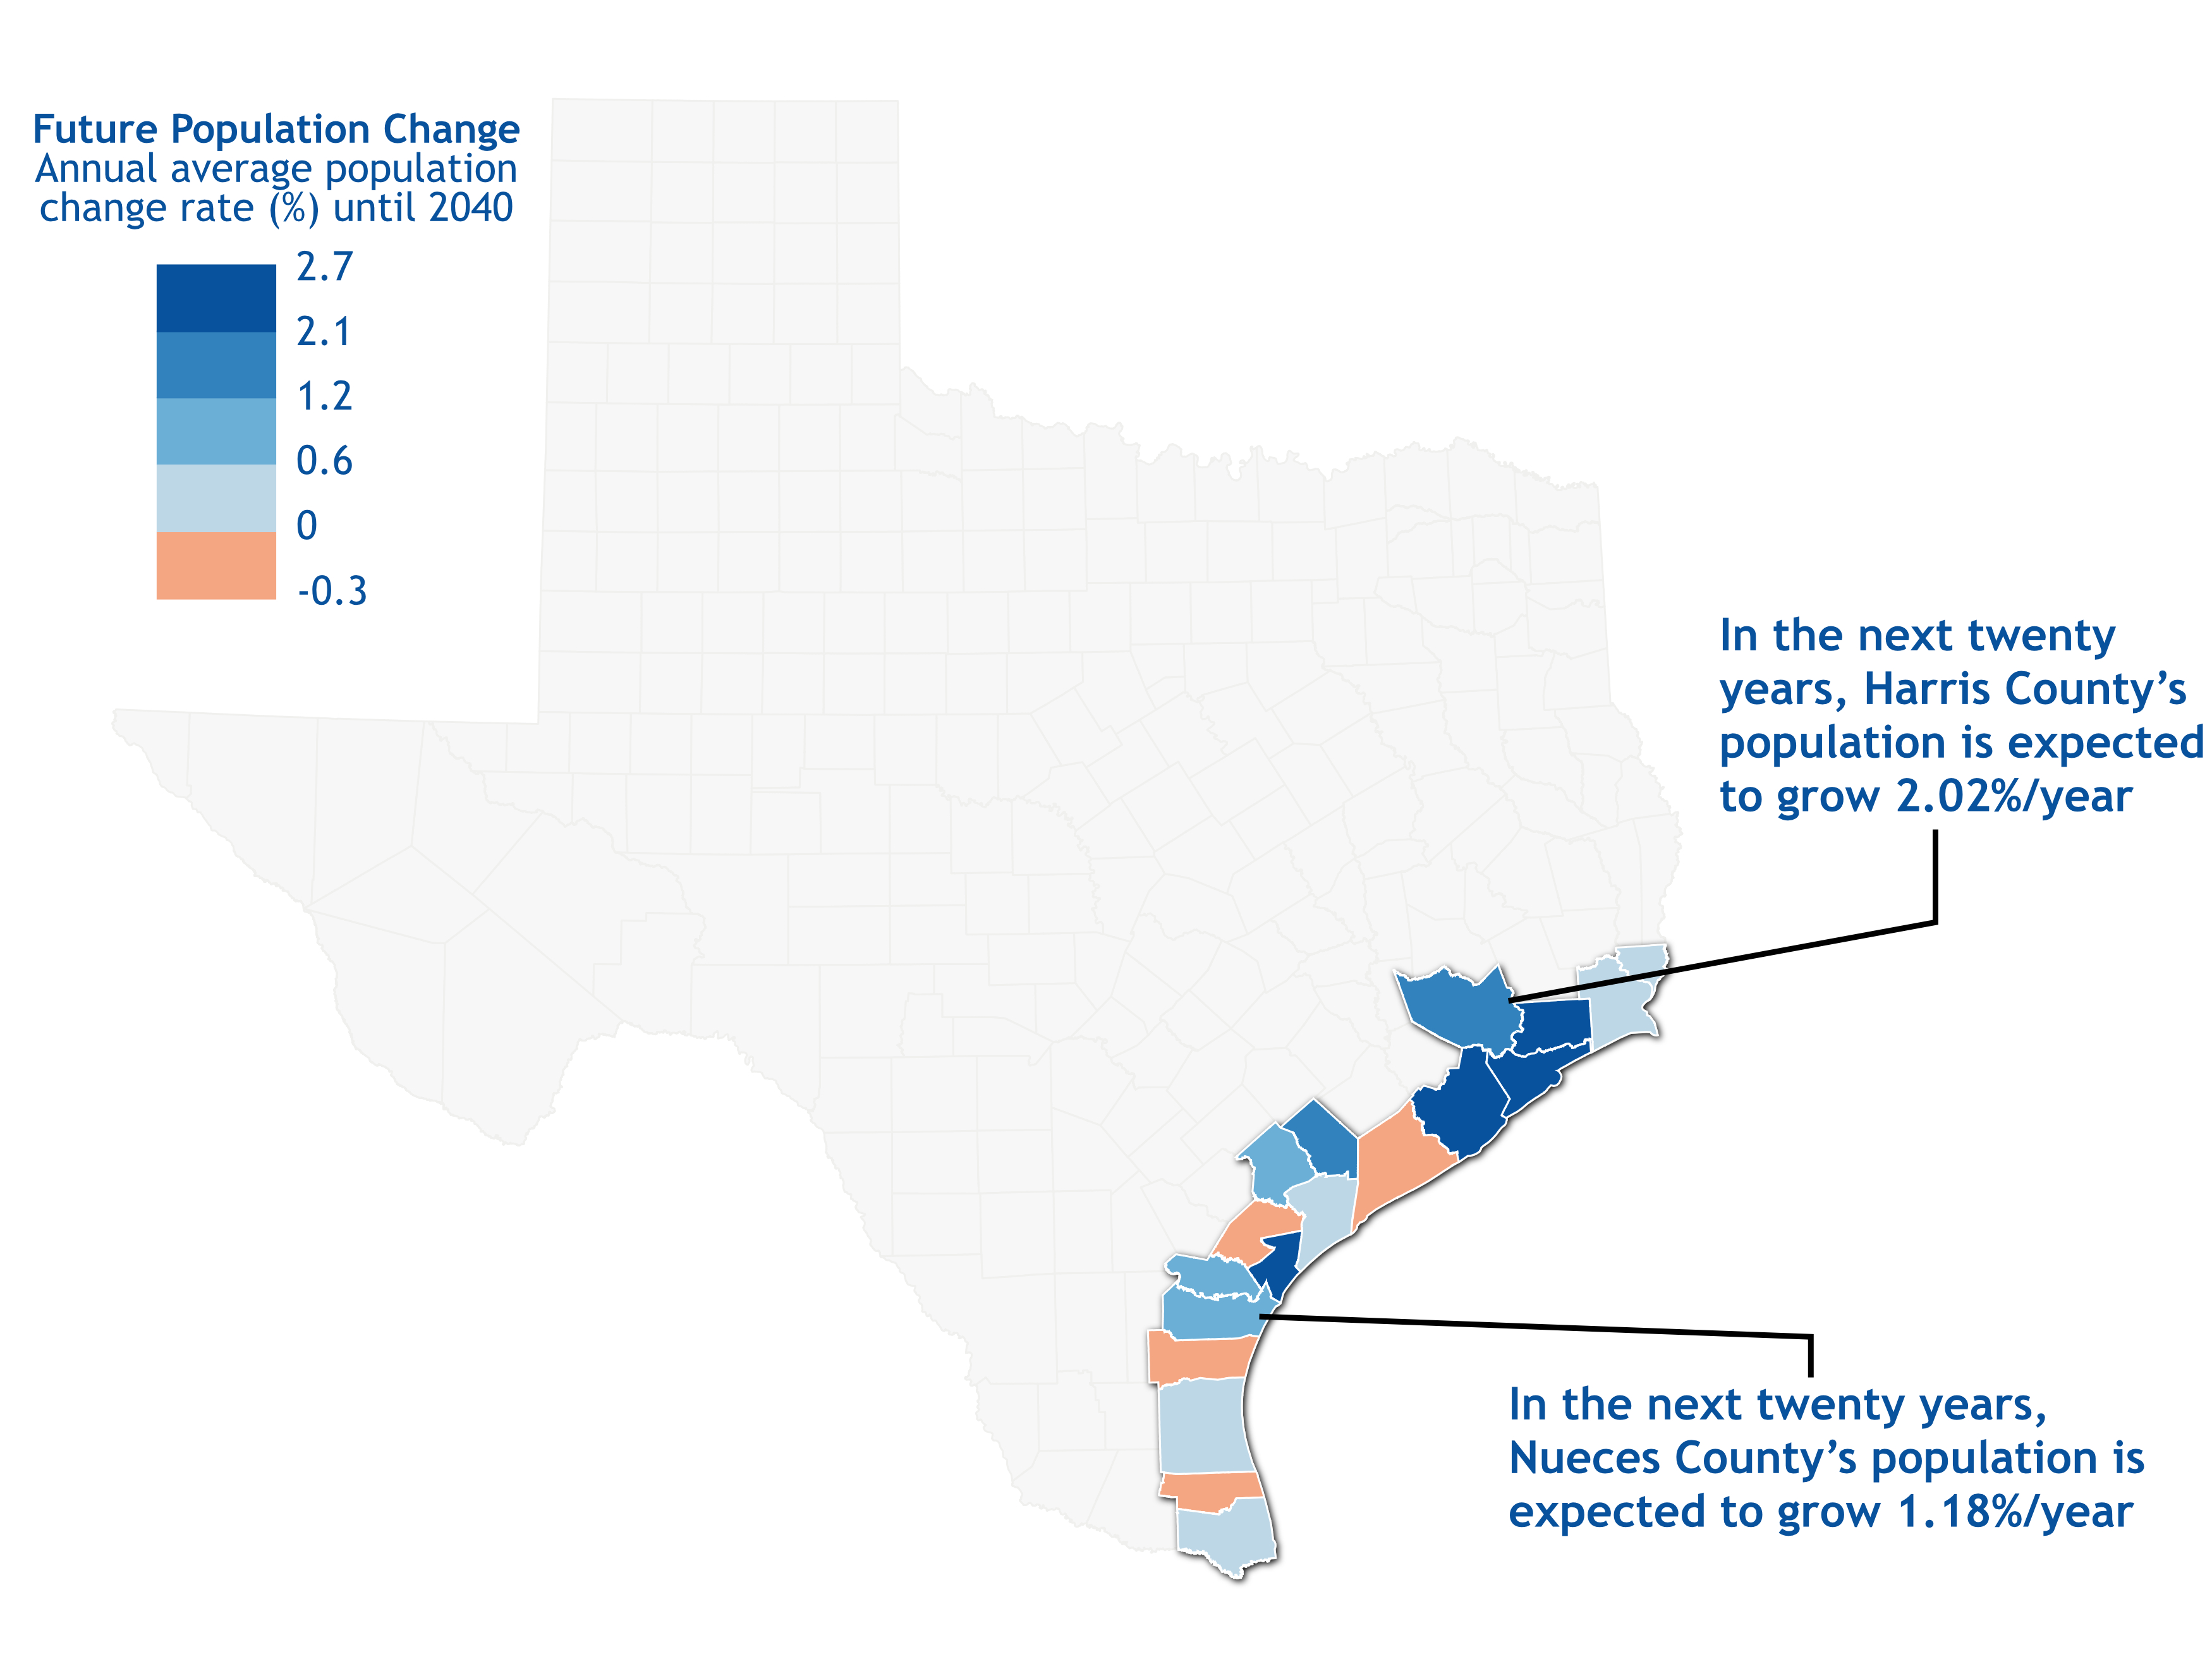 Future Population Change
Annual average population
change rate (%) until 2040
2.7
2.1
1.2
0.6
0
-0.3
In the next twenty
years, Harris County’s
population is expected
to grow 2.02%/year
In the next twenty years,
Nueces County’s population is
expected to grow 1.18%/year